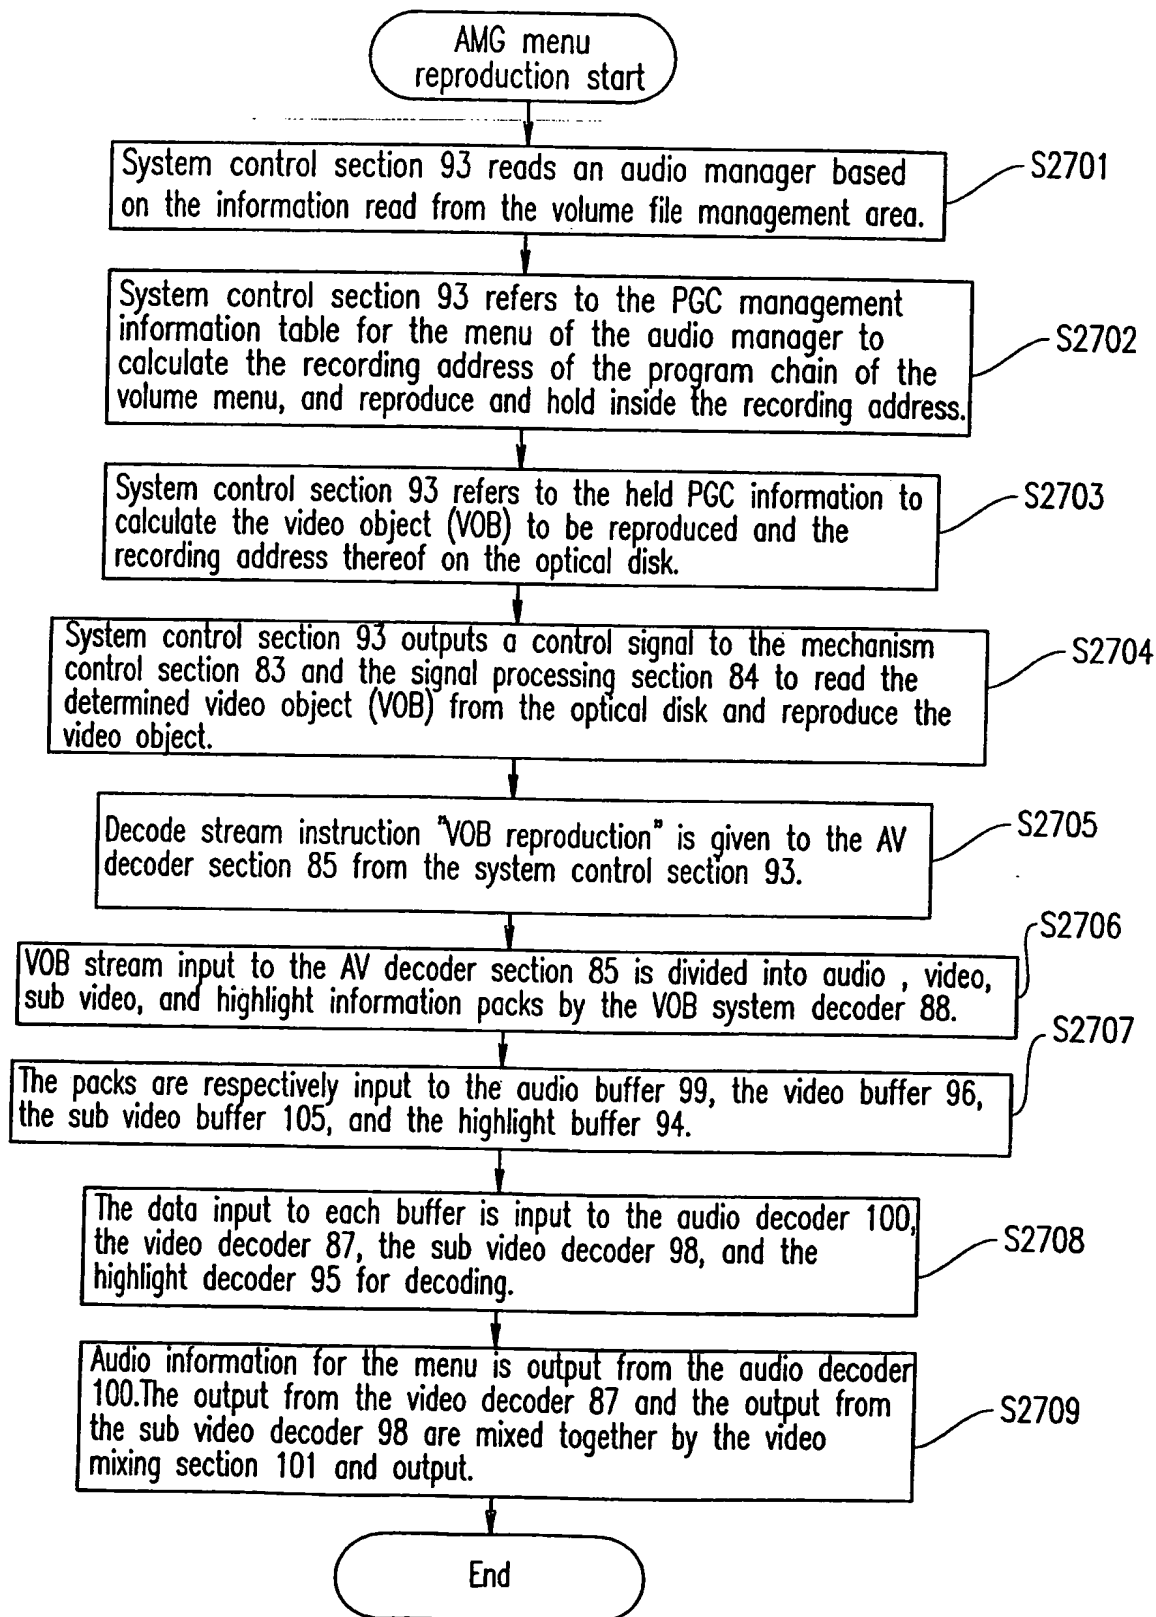 AMG menu
reproduction start
System control section 93 reads an audio manager based
on the information read from the volume file management area.
S2701
System control section 93 refers to the PGC management
information table for the menu of the audio manager to
calculate the recording address of the program chain of the
volume menu, and reproduce and hold inside the recording address.
S2702
System control section 93 refers to the held PGC information to
calculate the video object (VOB) to be reproduced and the
recording address thereof on the optical disk.
S2703
System control section 93 outputs a control signal to the mechanism
control section 83 and the signal processing section 84 to read the
determined video object (VOB) from the optical disk and reproduce the
video object.
S2704
Decode stream instruction "VOB reproduction" is given to the AV
decoder section 85 from the system control section 93.
S2705
VOB stream input to the AV decoder section 85 is divided into audio , video,
sub video, and highlight information packs by the VOB system decoder 88.
S2706
The packs are respectively input to the audio buffer 99, the video buffer 96,
the sub video buffer 105, and the highlight buffer 94.
S2707
The data input to each buffer is input to the audio decoder 100,
the video decoder 87, the sub video decoder 98, and the
highlight decoder 95 for decoding.
S2708
Audio information for the menu is output from the audio decoder
100.The output from the video decoder 87 and the output from
the sub video decoder 98 are mixed together by the video
mixing section 101 and output.
S2709
End